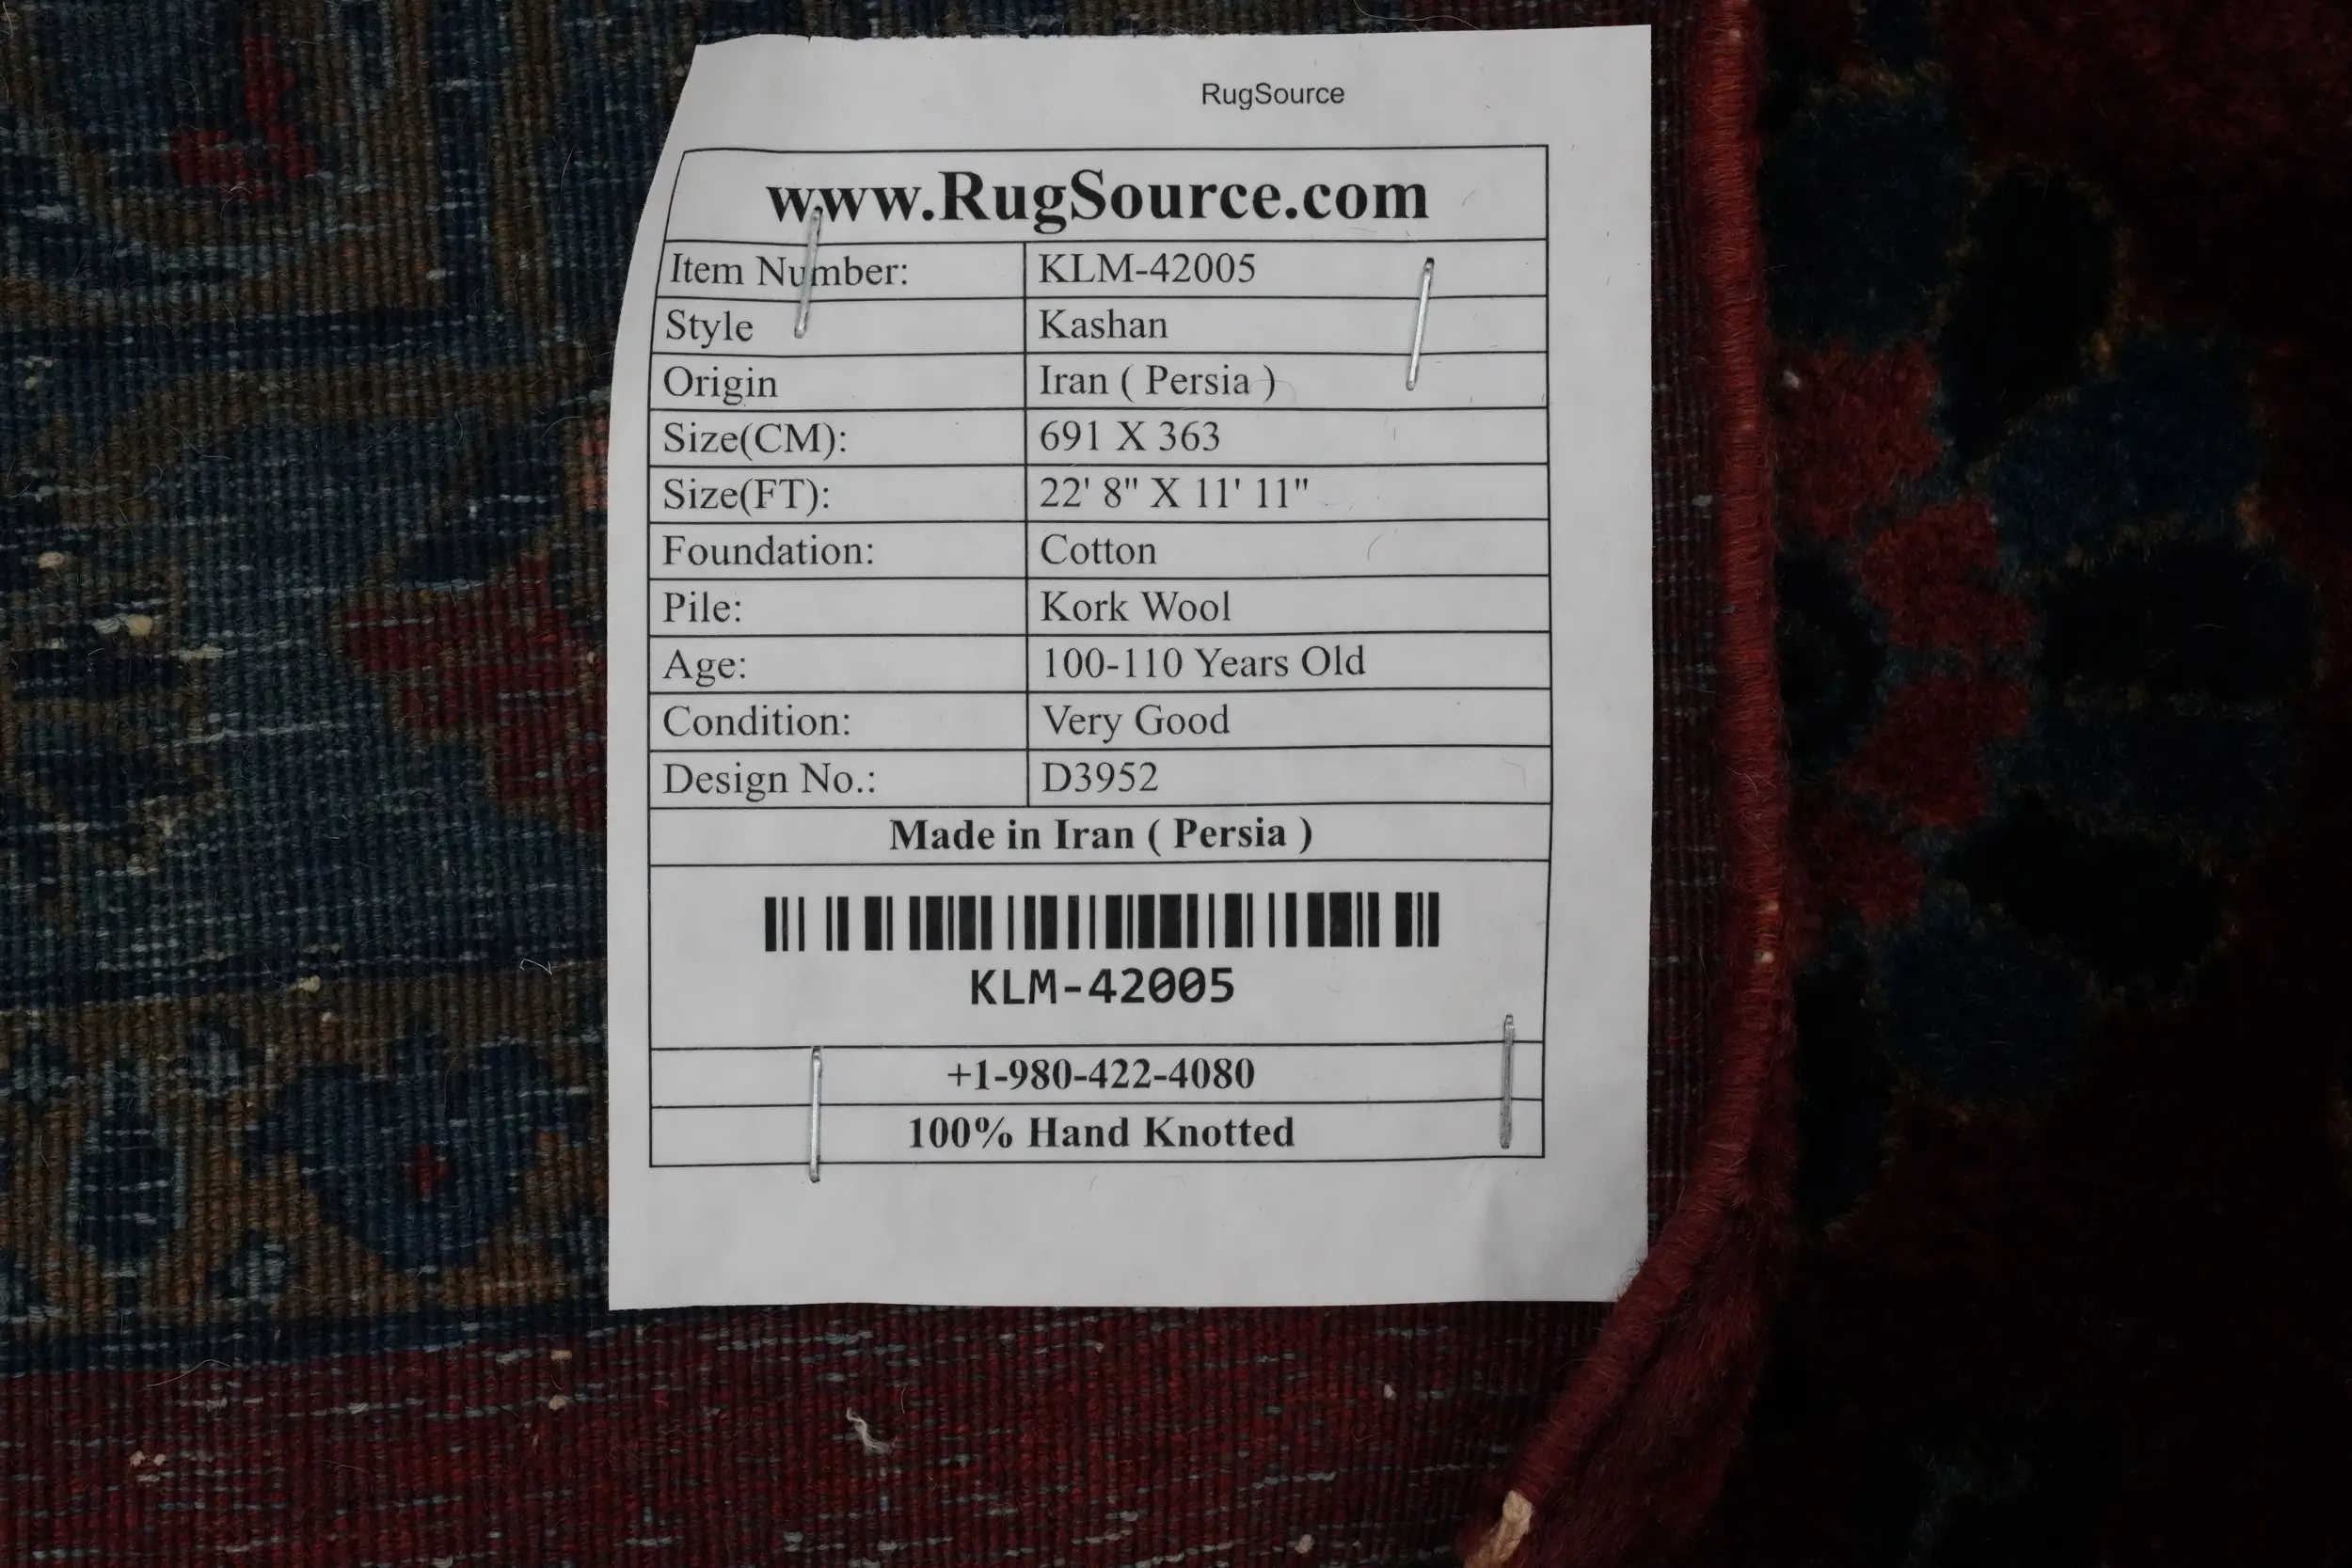 RugSource
www.RugSource.com
Item Number: KLM-42005
Style Kashan
Origin Iran ( Persia )
Size(CM): 691 X 363
Size(FT): 22' 8" X 11' 11"
Foundation: Cotton
Pile: Kork Wool
Age: 100-110 Years Old
Condition: Very Good
Design No.: D3952
Made in Iran ( Persia )
KLM-42005
+1-980-422-4080
100% Hand Knotted